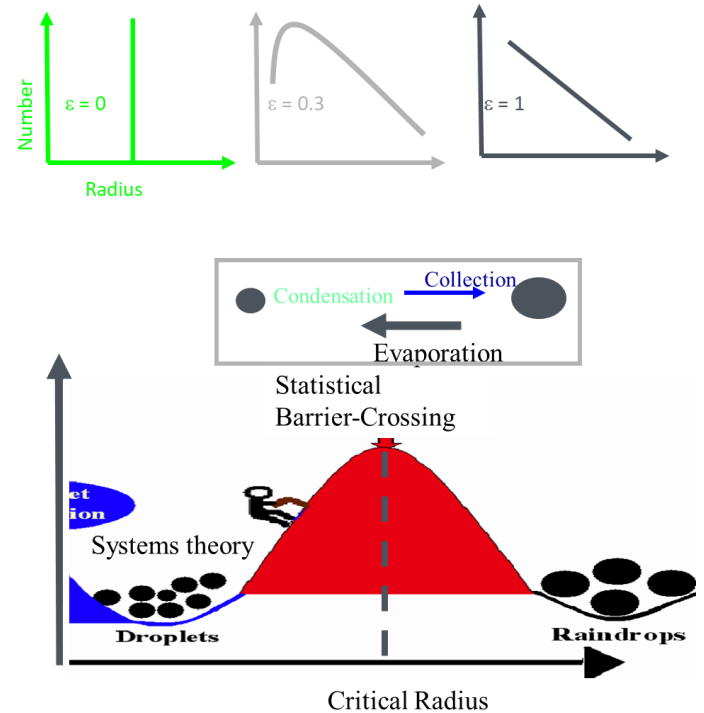 Number
ε = 0
Radius
ε = 0.3
ε = 1
Condensation
Collection
Evaporation
Statistical
Barrier-Crossing
Systems theory
Droplets
Raindrops
Critical Radius